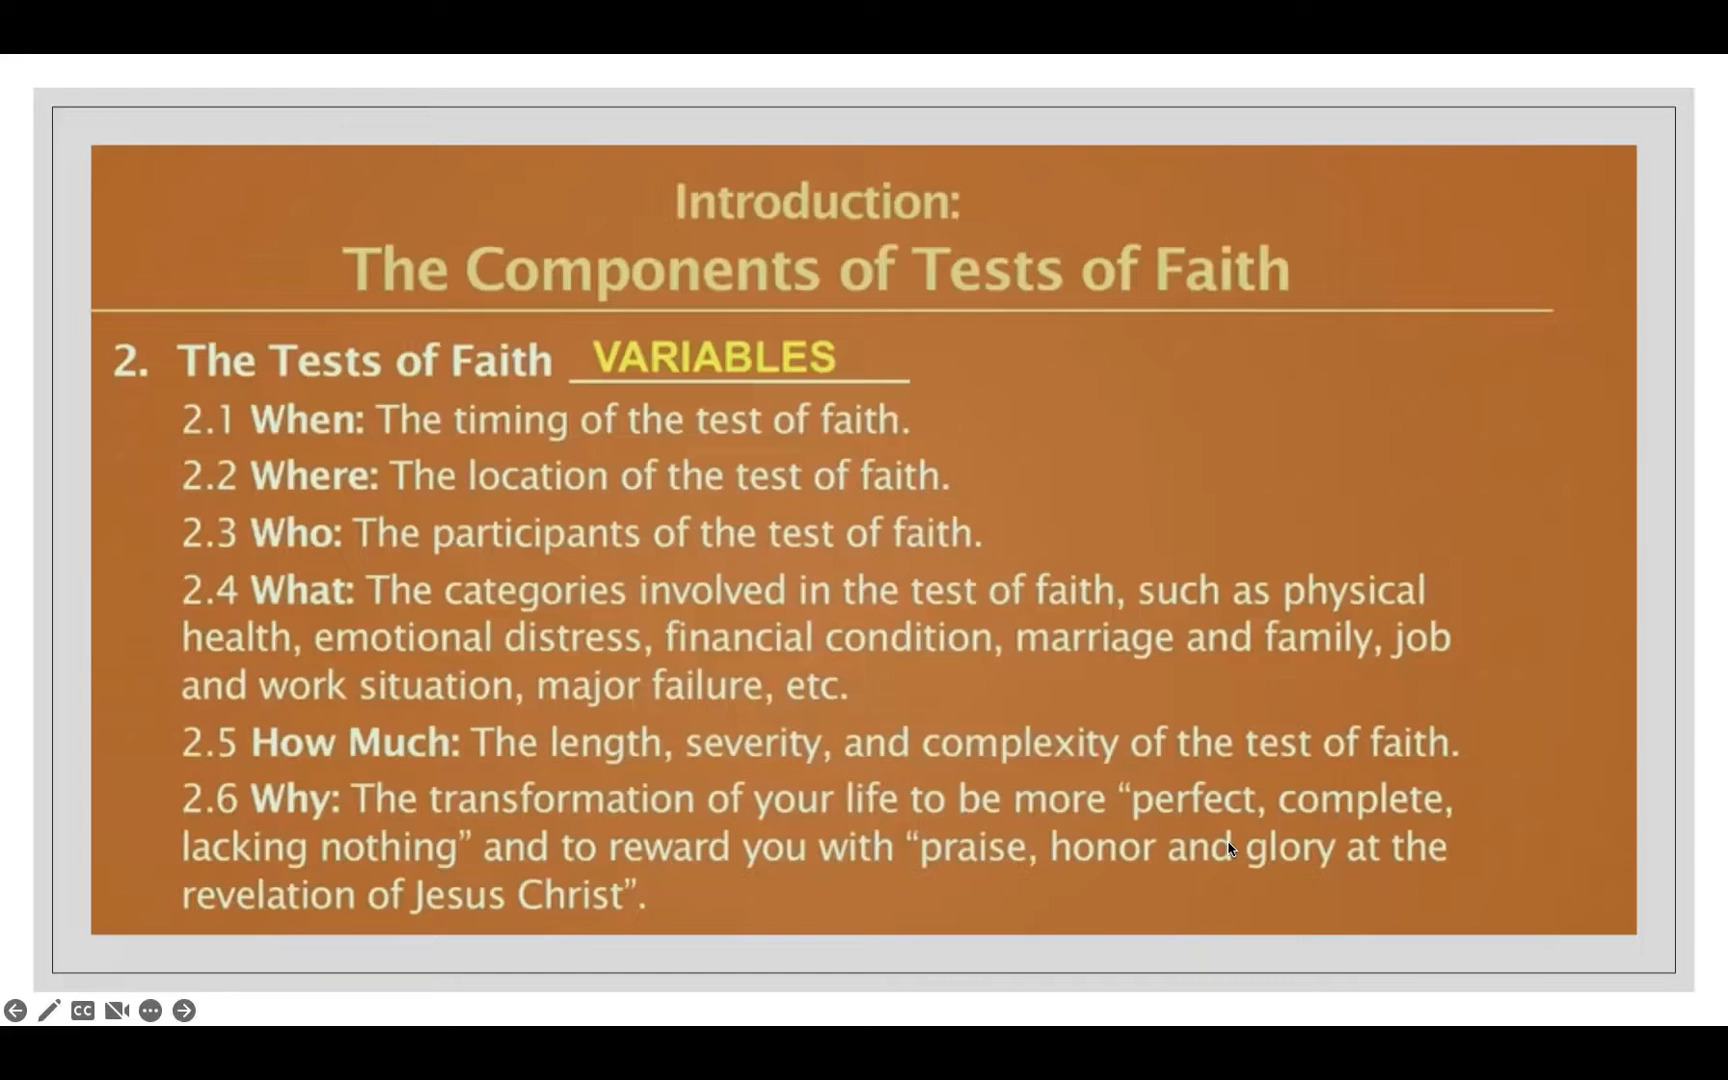 Introduction:
The Components of Tests of Faith
2. The Tests of Faith VARIABLES
2.1 When: The timing of the test of faith.
2.2 Where: The location of the test of faith.
2.3 Who: The participants of the test of faith.
2.4 What: The categories involved in the test of faith, such as physical
health, emotional distress, financial condition, marriage and family, job
and work situation, major failure, etc.
2.5 How Much: The length, severity, and complexity of the test of faith.
2.6 Why: The transformation of your life to be more “perfect, complete,
lacking nothing” and to reward you with “praise, honor and glory at the
revelation of Jesus Christ”.
CC